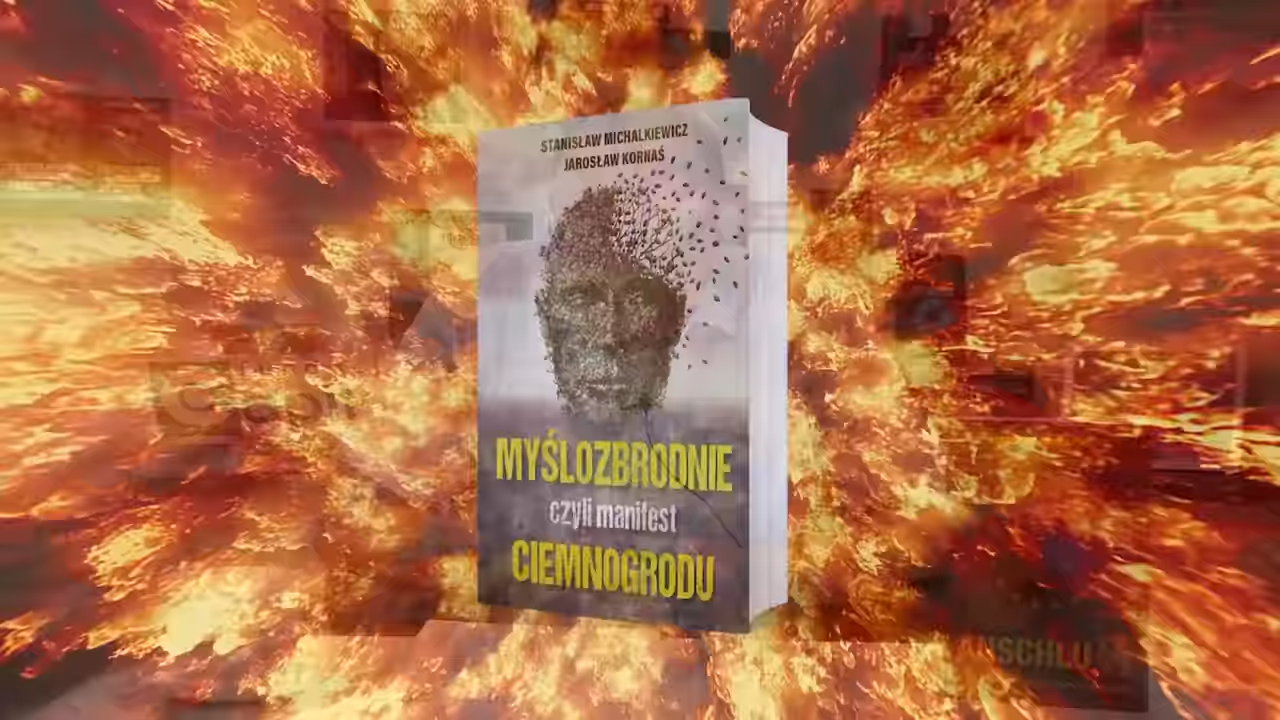 STANISŁAW MICHALKIEWICZ
JAROSŁAW KORNAŚ
MYŚLOZBRODNIE
czyli manifest
CIEMNOGRODU